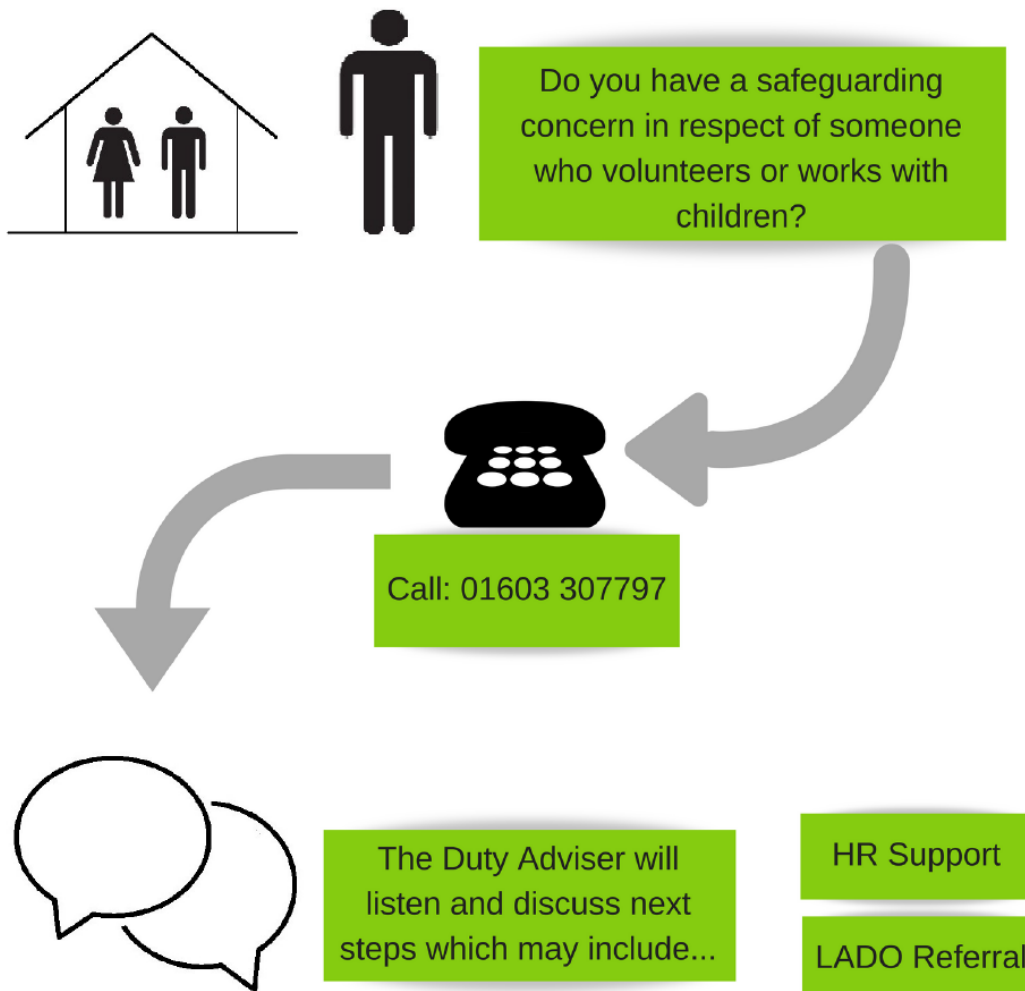 Do you have a safeguarding
concern in respect of someone
who volunteers or works with
children?
Call: 01603 307797
The Duty Adviser will
listen and discuss next
steps which may include...
HR Support
LADO Referral